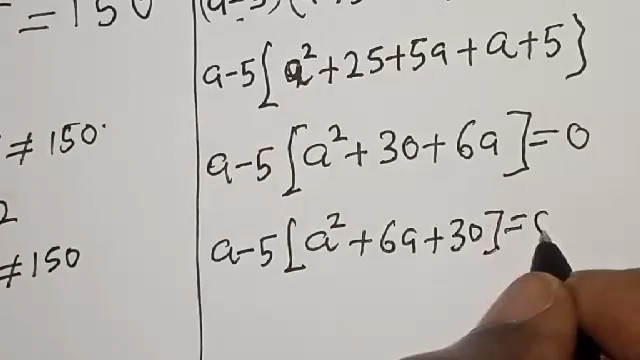 = 150
≠ 150.
2
≠ 150
a-5{a²+25+5a+a+5}
a-5[a²+30+6a]=0
a-5[a²+6a+30]=